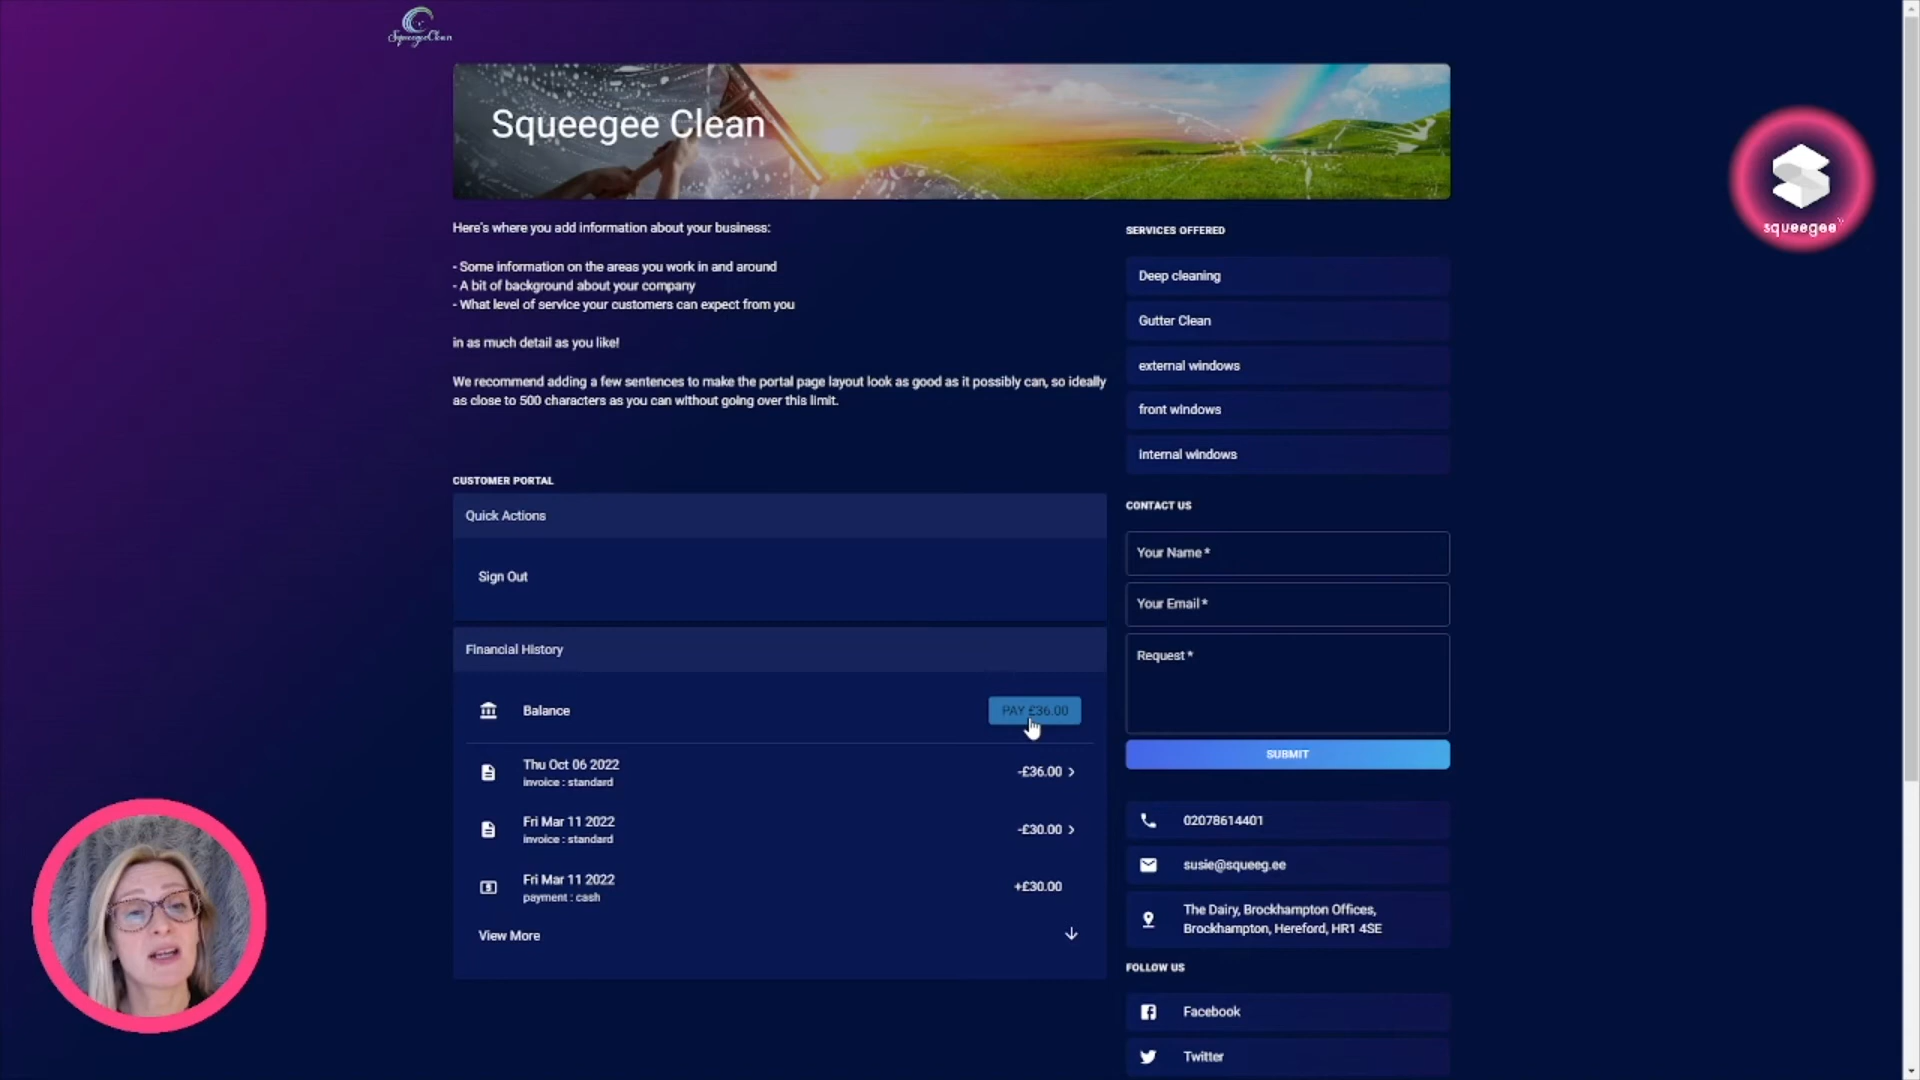 SqueegeeClean
Squeegee Clean
squeegee
Here's where you add information about your business:
- Some information on the areas you work in and around
- A bit of background about your company
- What level of service your customers can expect from you
in as much detail as you like!
We recommend adding a few sentences to make the portal page layout look as good as it possibly can, so ideally
as close to 500 characters as you can without going over this limit.
CUSTOMER PORTAL
Quick Actions
Sign Out
Financial History
Balance
PAY £36.00
Thu Oct 06 2022
invoice : standard
-£36.00
Fri Mar 11 2022
invoice : standard
-£30.00
Fri Mar 11 2022
payment : cash
+£30.00
View More
SERVICES OFFERED
Deep cleaning
Gutter Clean
external windows
front windows
internal windows
CONTACT US
Your Name *
Your Email *
Request *
SUBMIT
02078614401
susie@squeeg.ee
The Dairy, Brockhampton Offices,
Brockhampton, Hereford, HR1 4SE
FOLLOW US
Facebook
Twitter